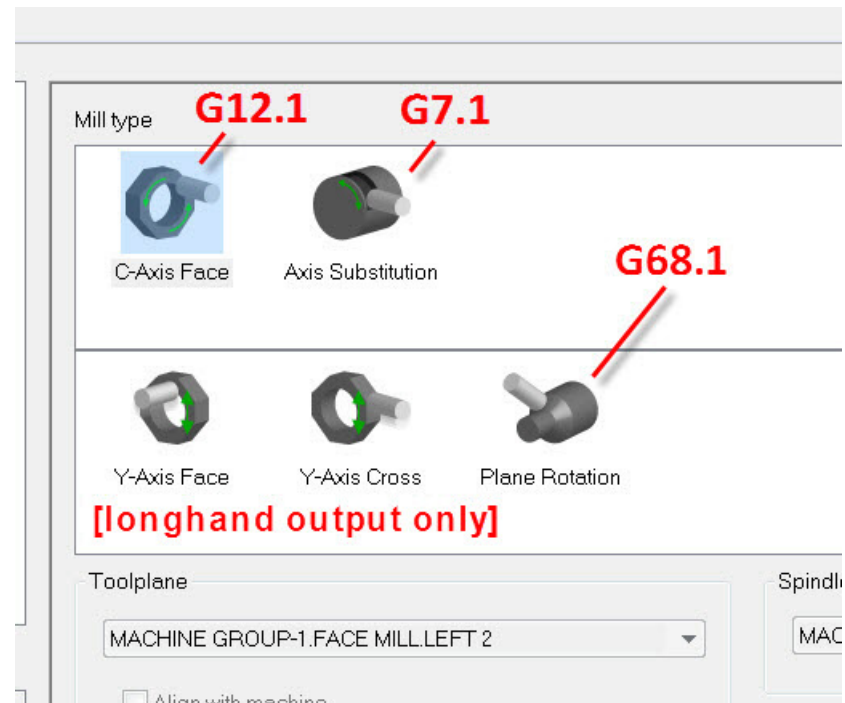 G12.1 G7.1
Mill type
C-Axis Face Axis Substitution
G68.1
Y-Axis Face Y-Axis Cross Plane Rotation
[longhand output only]
Toolplane Spindl
MACHINE GROUP-1.FACE MILL.LEFT 2 MAC
Align with machine